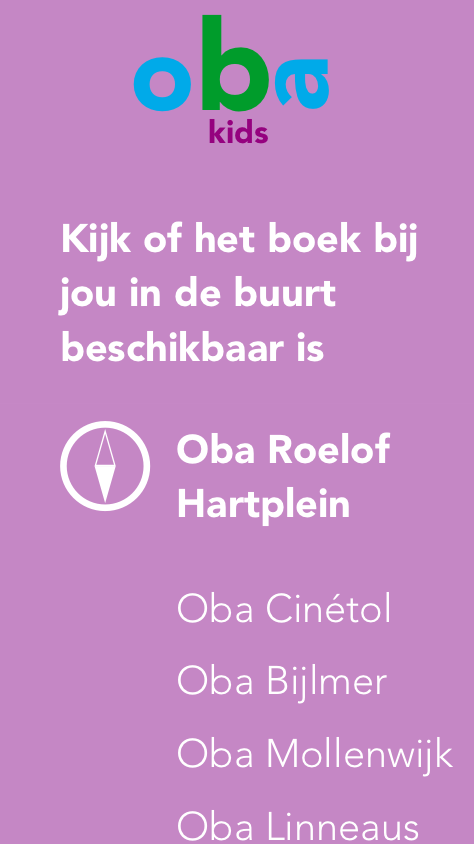 oba
kids
Kijk of het boek bij
jou in de buurt
beschikbaar is
Oba Roelof
Hartplein
Oba Cinétol
Oba Bijlmer
Oba Mollenwijk
Oba Linneaus